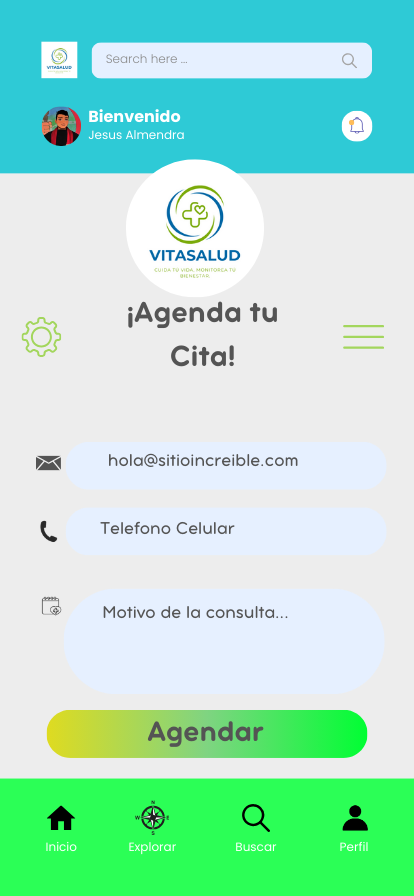 VITASALUD
Search here ...
Bienvenido
Jesus Almendra
VITASALUD
CUIDA TU VIDA, MONITOREA TU
BIENESTAR
¡Agenda tu
Cita!
hola@sitioincreible.com
Telefono Celular
Motivo de la consulta...
Agendar
N
W E
S
Inicio Explorar Buscar Perfil